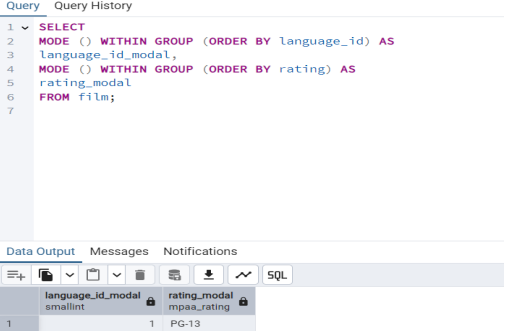 Query Query History
1 SELECT
2 MODE () WITHIN GROUP (ORDER BY language_id) AS
3 language_id_modal,
4 MODE () WITHIN GROUP (ORDER BY rating) AS
5 rating_modal
6 FROM film;
7
Data Output Messages Notifications
SQL
language_id_modal rating_modal
smallint mpaa_rating
1 1 PG-13